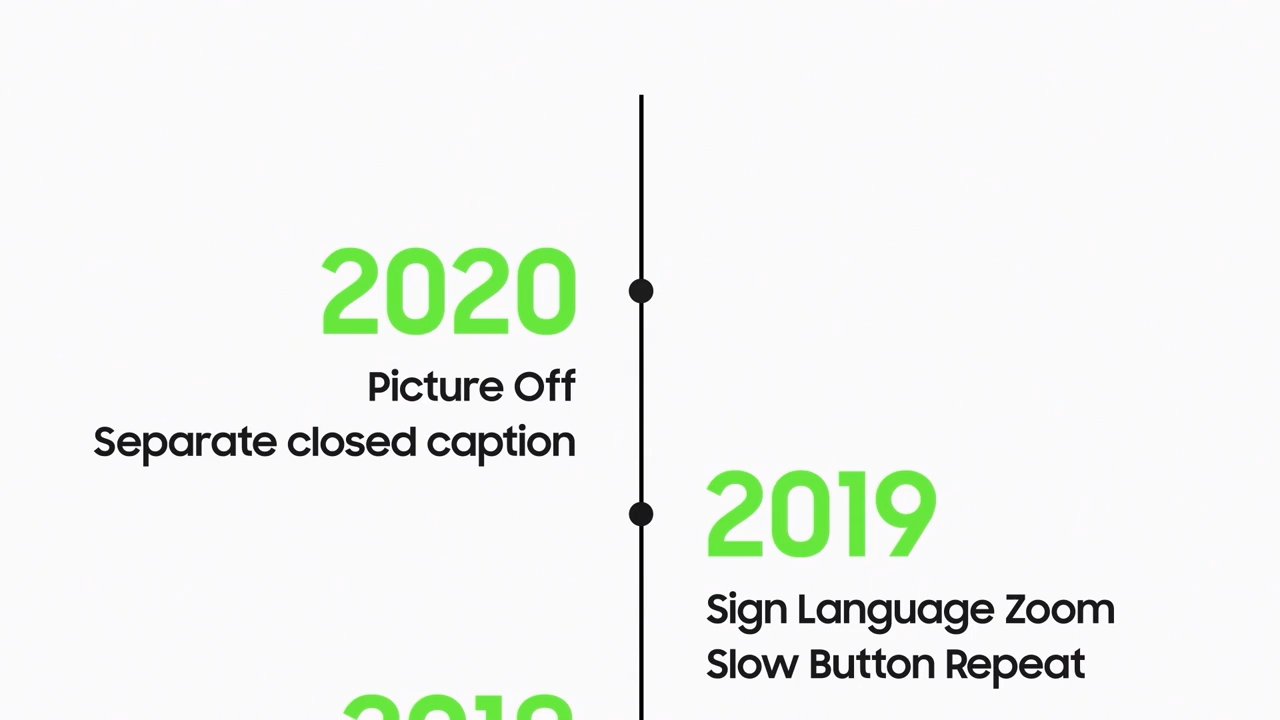 2020
Picture Off
Separate closed caption
2019
Sign Language Zoom
Slow Button Repeat